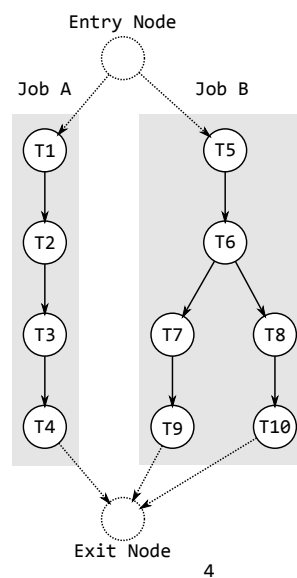 Entry Node
Job A Job B
T1 T5
T2 T6
T3 T7 T8
T4 T9 T10
Exit Node
4